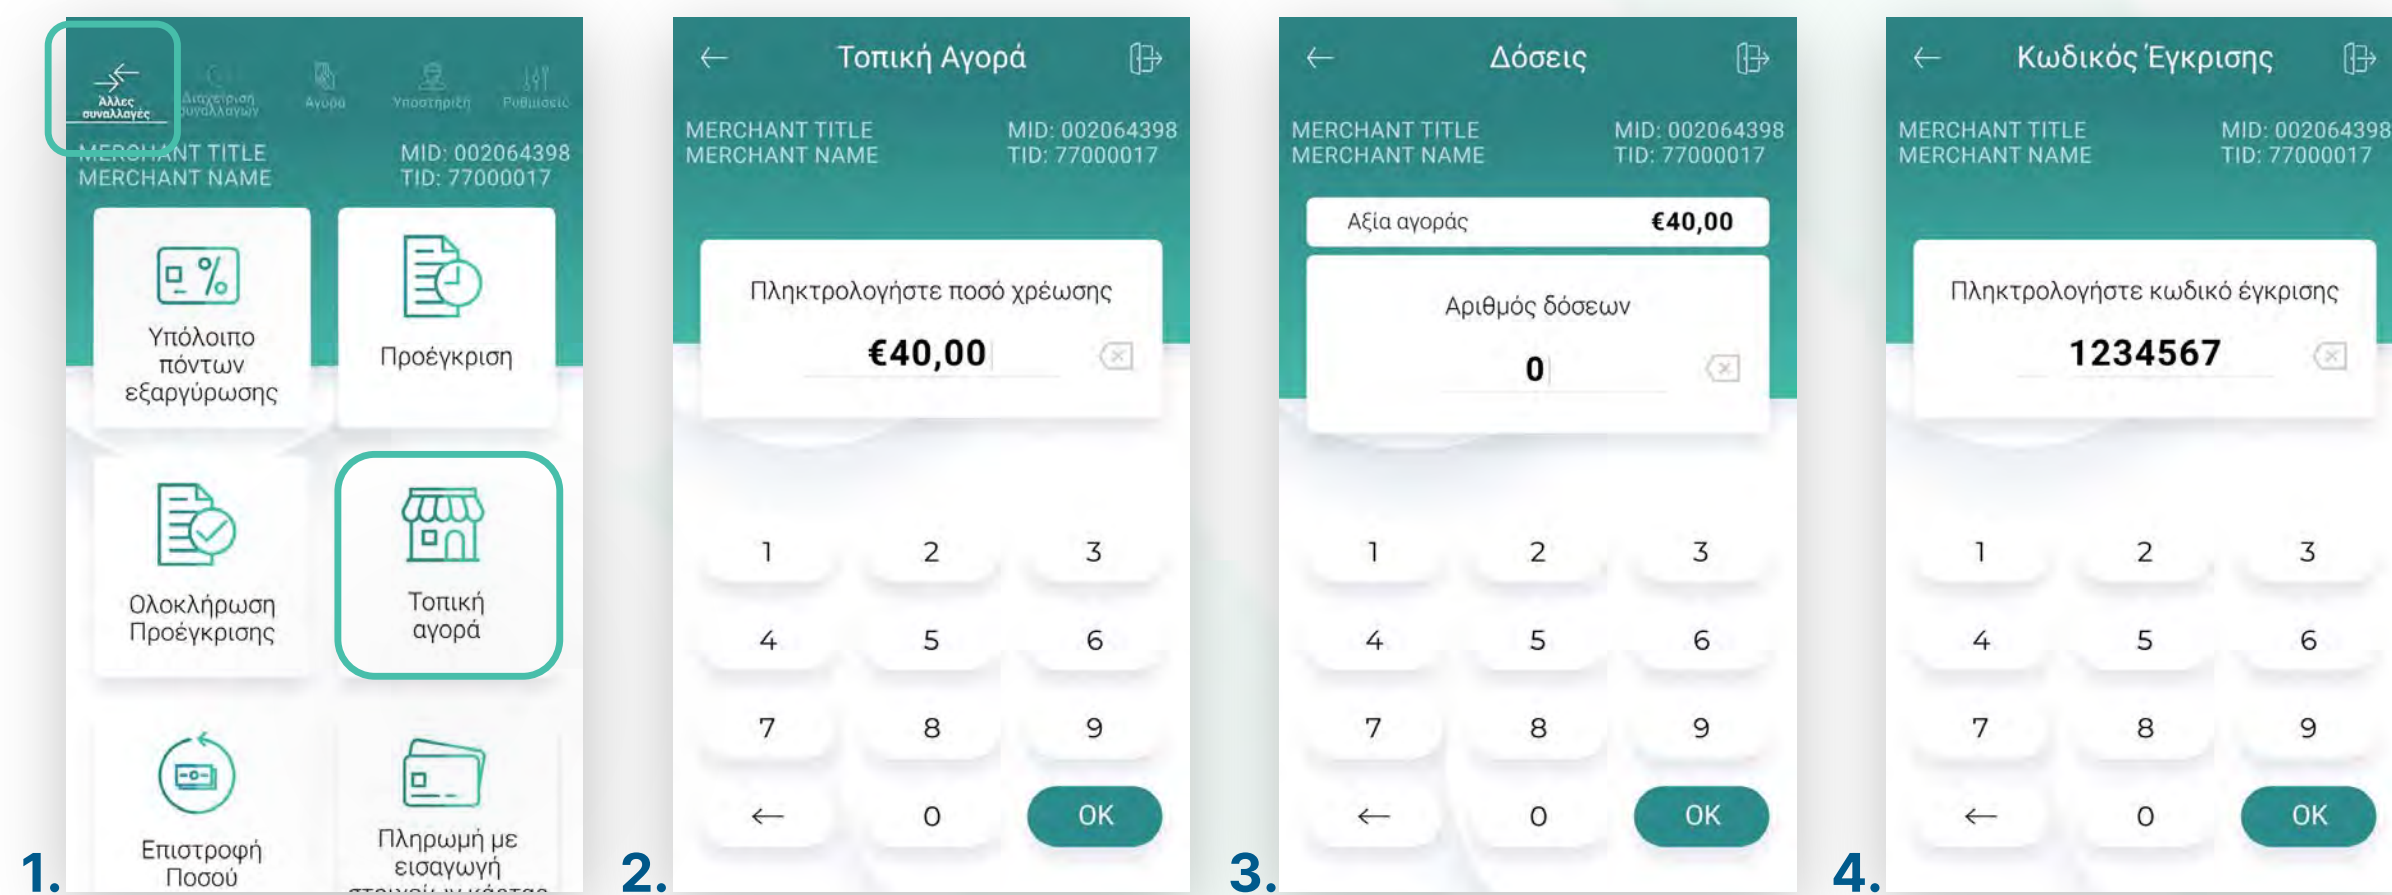 Άλλες
συναλλαγές
Διαχείριση
συναλλαγών
Αγορά
Υποστήριξη
Ρυθμίσεις
MERCHANT TITLE
MID: 002064398
MERCHANT NAME
TID: 77000017
Υπόλοιπο
πόντων
εξαργύρωσης
Προέγκριση
Ολοκλήρωση
Προέγκρισης
Τοπική
αγορά
Επιστροφή
Ποσού
Πληρωμή με
εισαγωγή
στοιχείων κάρτας
1.
Τοπική Αγορά
MERCHANT TITLE
MID: 002064398
MERCHANT NAME
TID: 77000017
Πληκτρολογήστε ποσό χρέωσης
€40,00
1 2 3
4 5 6
7 8 9
← 0 OK
2.
Δόσεις
MERCHANT TITLE
MID: 002064398
MERCHANT NAME
TID: 77000017
Αξία αγοράς €40,00
Αριθμός δόσεων
0
1 2 3
4 5 6
7 8 9
← 0 OK
3.
Κωδικός Έγκρισης
MERCHANT TITLE
MID: 002064398
MERCHANT NAME
TID: 77000017
Πληκτρολογήστε κωδικό έγκρισης
1234567
1 2 3
4 5 6
7 8 9
← 0 OK
4.